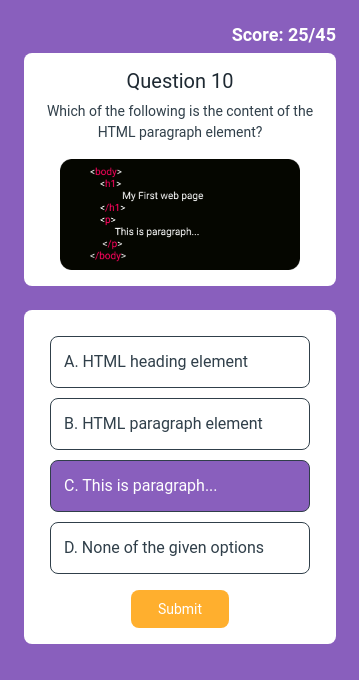 Score: 25/45
Question 10
Which of the following is the content of the
HTML paragraph element?
<body>
<h1>
My First web page
</h1>
<p>
This is paragraph...
</p>
</body>
A. HTML heading element
B. HTML paragraph element
C. This is paragraph...
D. None of the given options
Submit